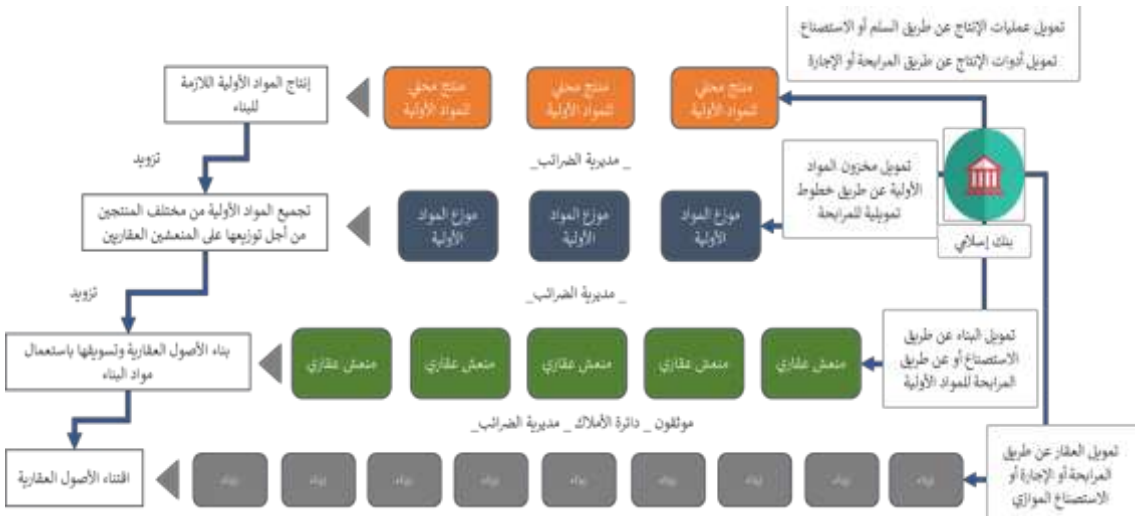 تمويل عمليات الإنتاج عن طريق السلم أو الاستصناع
تمويل أدوات الإنتاج عن طريق المرابحة أو الإجارة
منتج محلي
للمواد الأولية
منتج محلي
للمواد الأولية
منتج محلي
للمواد الأولية
إنتاج المواد الأولية اللازمة
للبناء
تزويد
_ مديرية الضرائب_
تمويل مخزون المواد
الأولية عن طريق خطوط
تمويلية للمرابحة
بنك إسلامي
موزع المواد
الأولية
موزع المواد
الأولية
موزع المواد
الأولية
تجميع المواد الأولية من مختلف المنتجين
من أجل توزيعها على المنعشين العقاريين
تزويد
_ مديرية الضرائب_
تمويل البناء عن طريق
الاستصناع أو عن طريق
المرابحة للمواد الأولية
منعش عقاري
منعش عقاري
منعش عقاري
منعش عقاري
منعش عقاري
بناء الأصول العقارية وتسويقها باستعمال
مواد البناء
موثقون _ دائرة الأملاك _ مديرية الضرائب_
تمويل العقار عن طريق
المرابحة أو الإجارة أو
الاستصناع الموازي
اقتناء الأصول العقارية